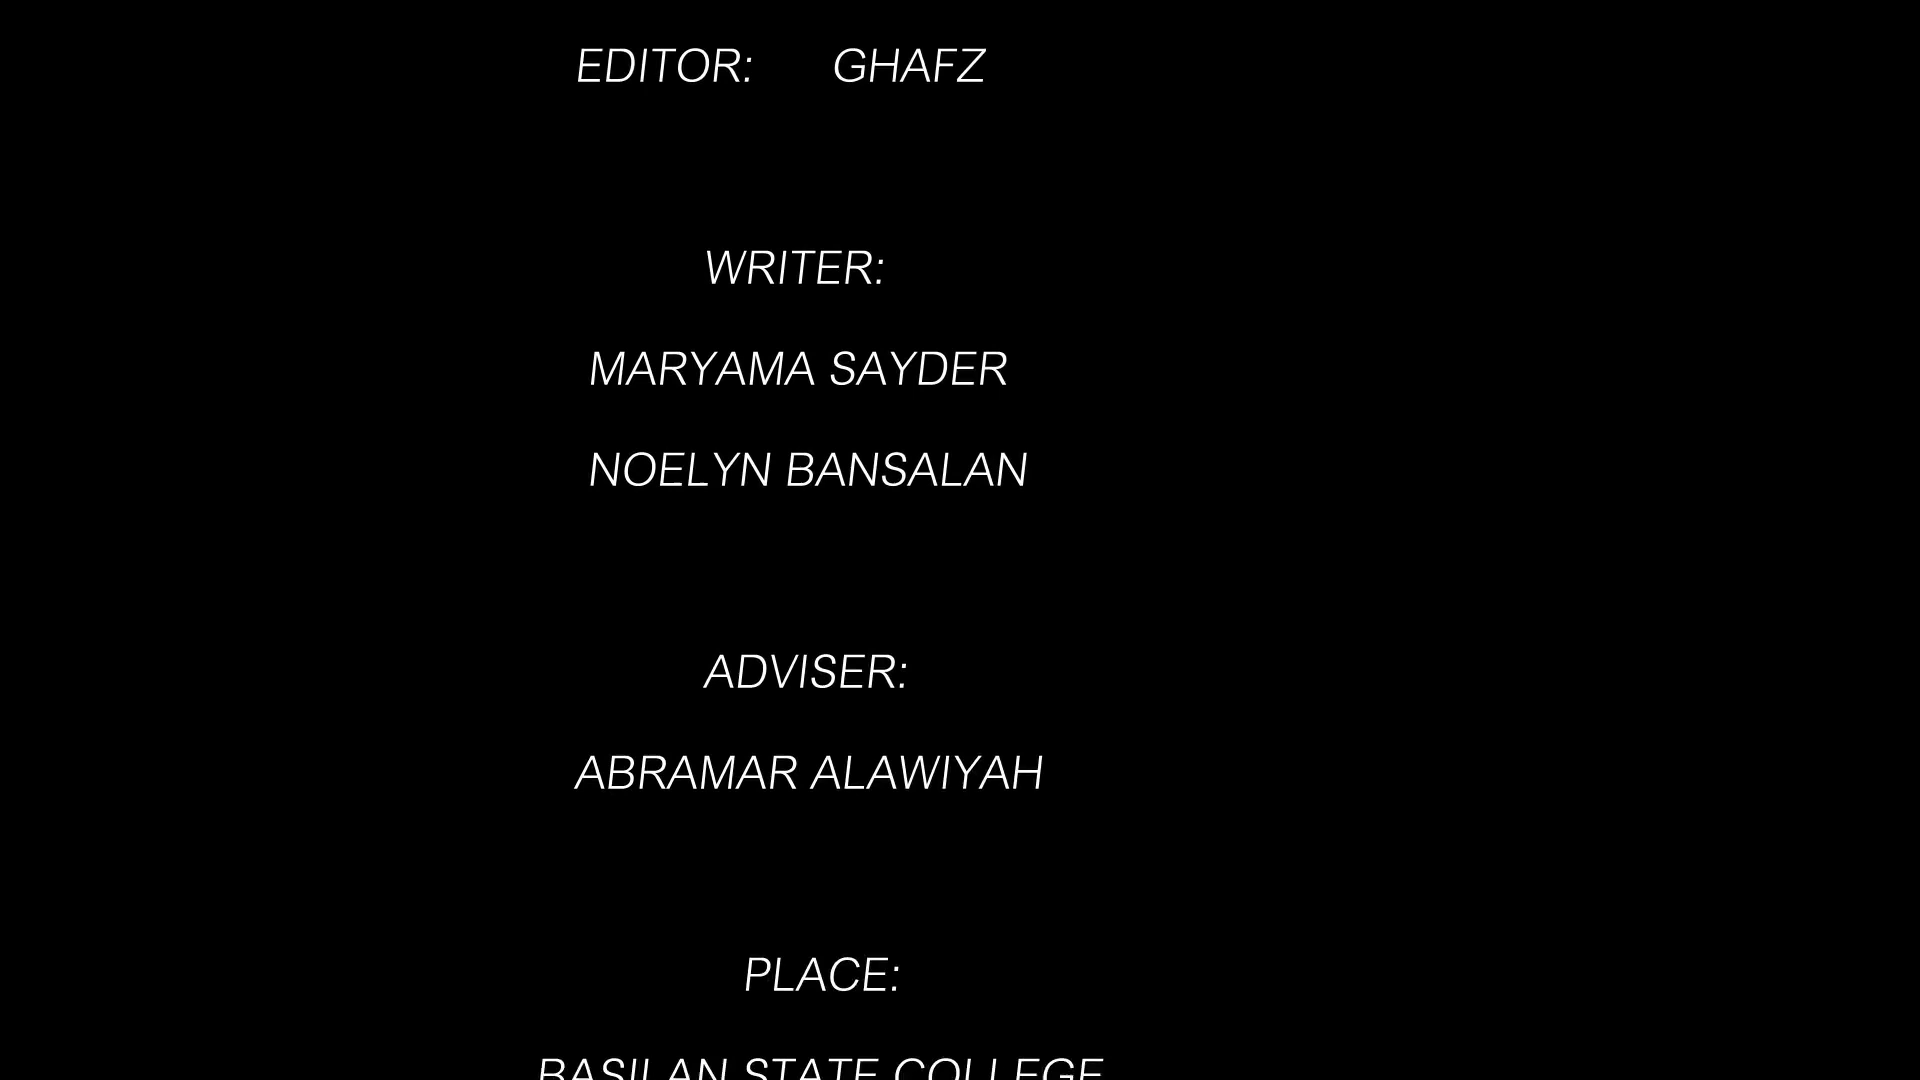 EDITOR: GHAFZ
WRITER:
MARYAMA SAYDER
NOELYN BANSALAN
ADVISER:
ABRAMAR ALAWIYAH
PLACE:
BASILAN STATE COLLEGE